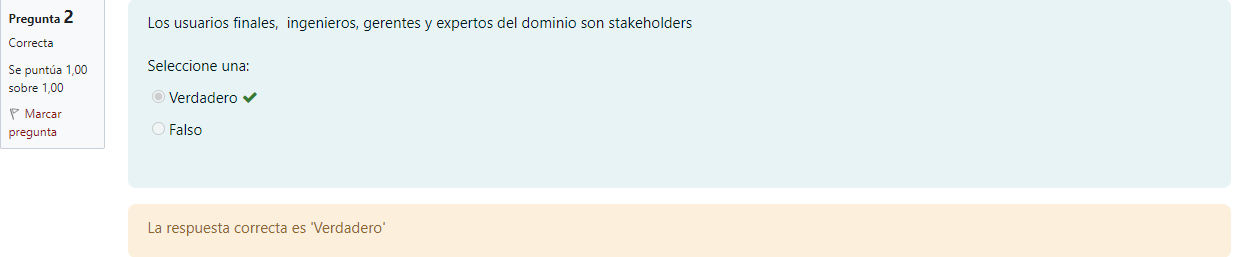 Pregunta 2
Correcta
Se puntúa 1,00
sobre 1,00
Marcar
pregunta
Los usuarios finales,  ingenieros, gerentes y expertos del dominio son stakeholders
Seleccione una:
Verdadero
Falso
La respuesta correcta es 'Verdadero'